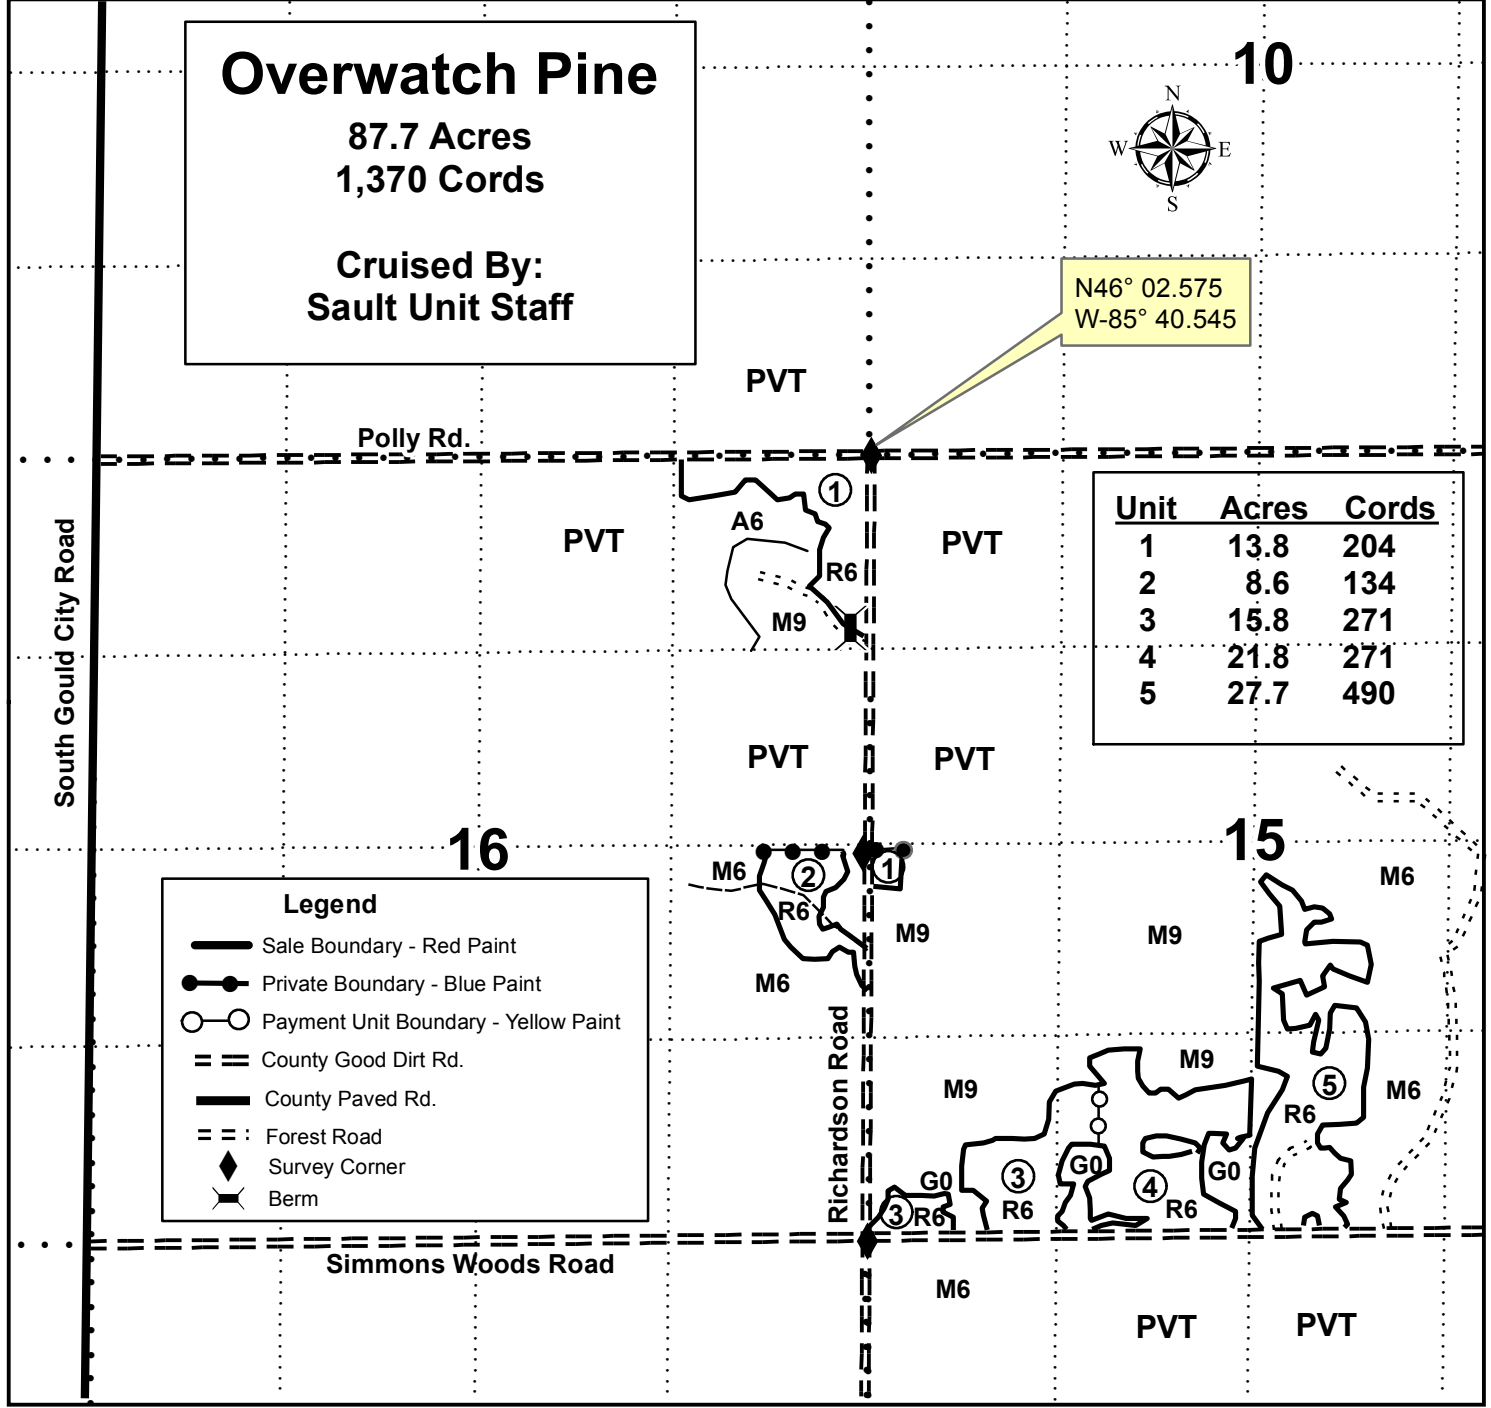 Overwatch Pine
87.7 Acres
1,370 Cords
Cruised By:
Sault Unit Staff
10
N
W
E
S
N46° 02.575
W-85° 40.545
PVT
Polly Rd.
South Gould City Road
PVT
A6
1
R6
M9
PVT
Unit Acres Cords
1 13.8 204
2 8.6 134
3 15.8 271
4 21.8 271
5 27.7 490
PVT
PVT
16
15
M6
2
1
R6
M9
M9
M6
M6
Legend
Sale Boundary - Red Paint
Private Boundary - Blue Paint
Payment Unit Boundary - Yellow Paint
County Good Dirt Rd.
County Paved Rd.
Forest Road
Survey Corner
Berm
Richardson Road
M9
M9
5
R6
M6
G0
3
R6
3
R6
G0
4
R6
G0
Simmons Woods Road
M6
PVT
PVT